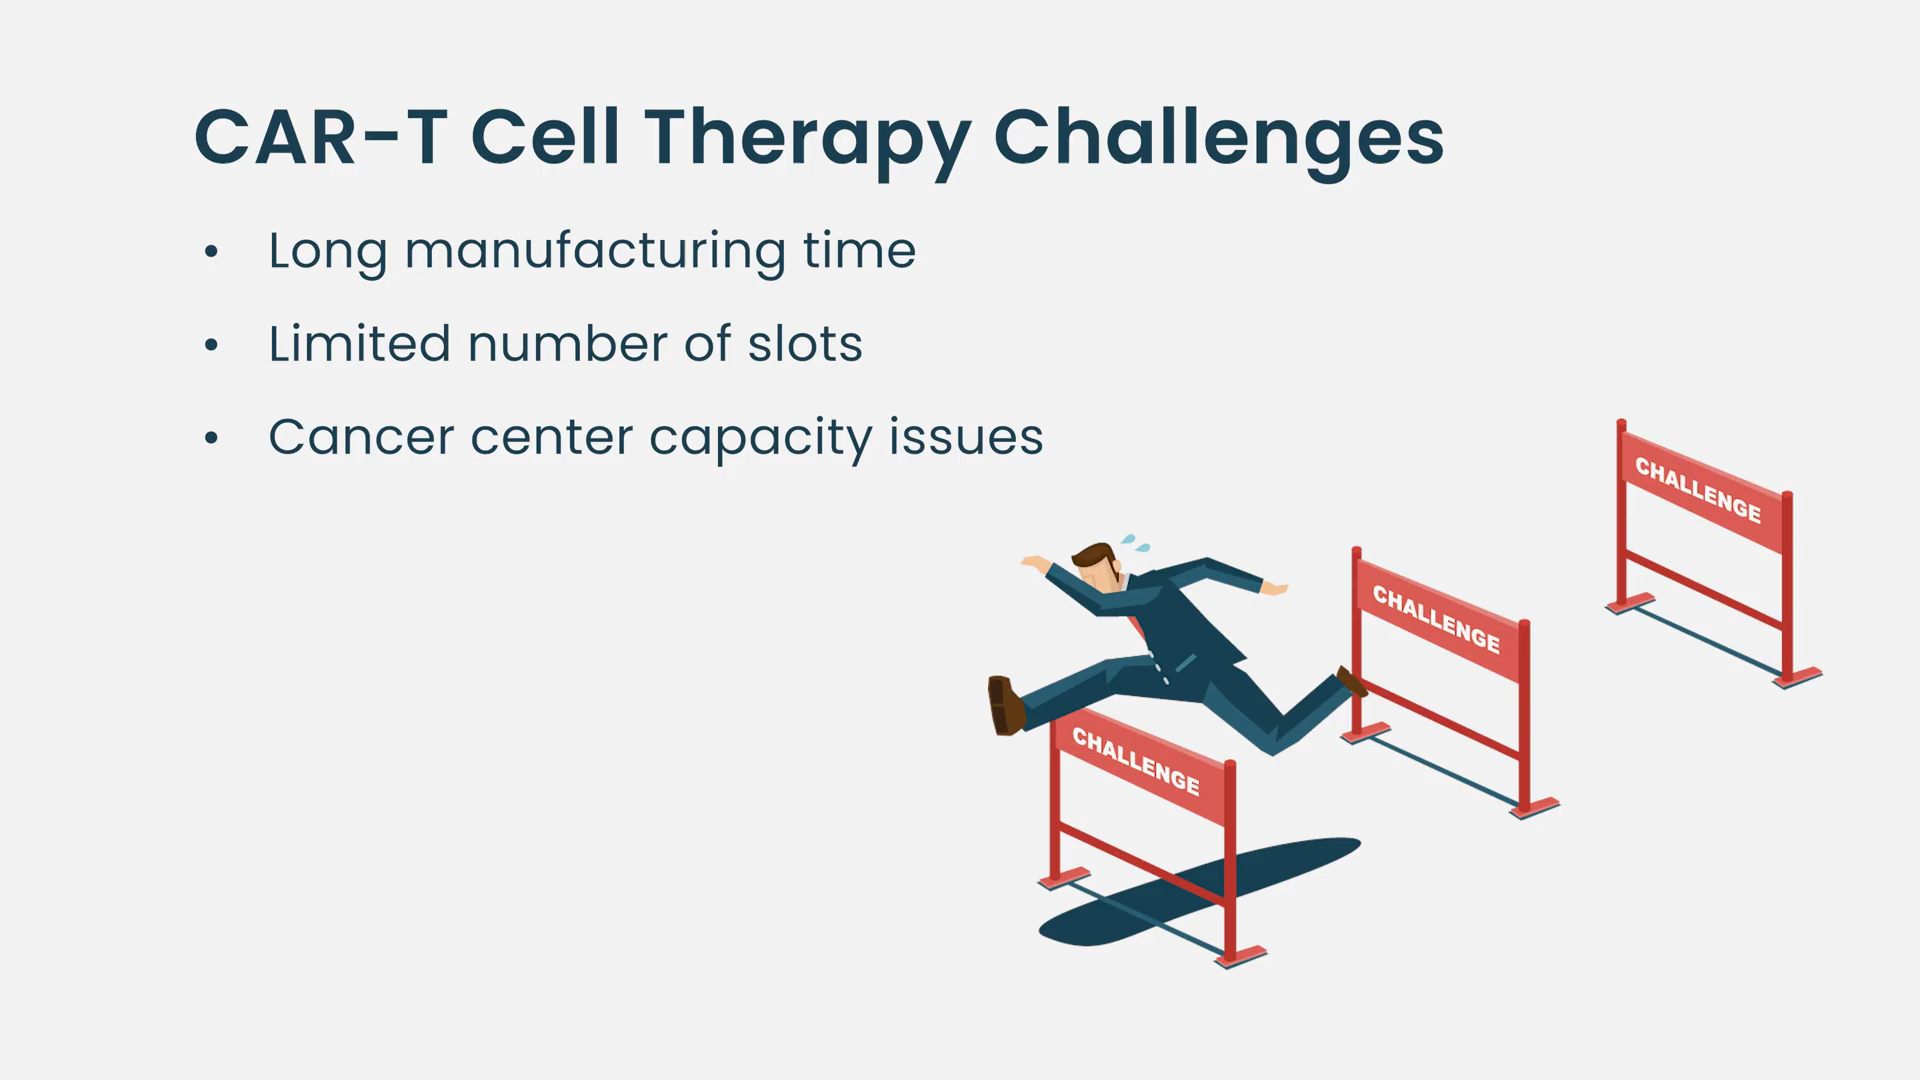 CAR-T Cell Therapy Challenges
• Long manufacturing time
• Limited number of slots
• Cancer center capacity issues
CHALLENGE
CHALLENGE
CHALLENGE